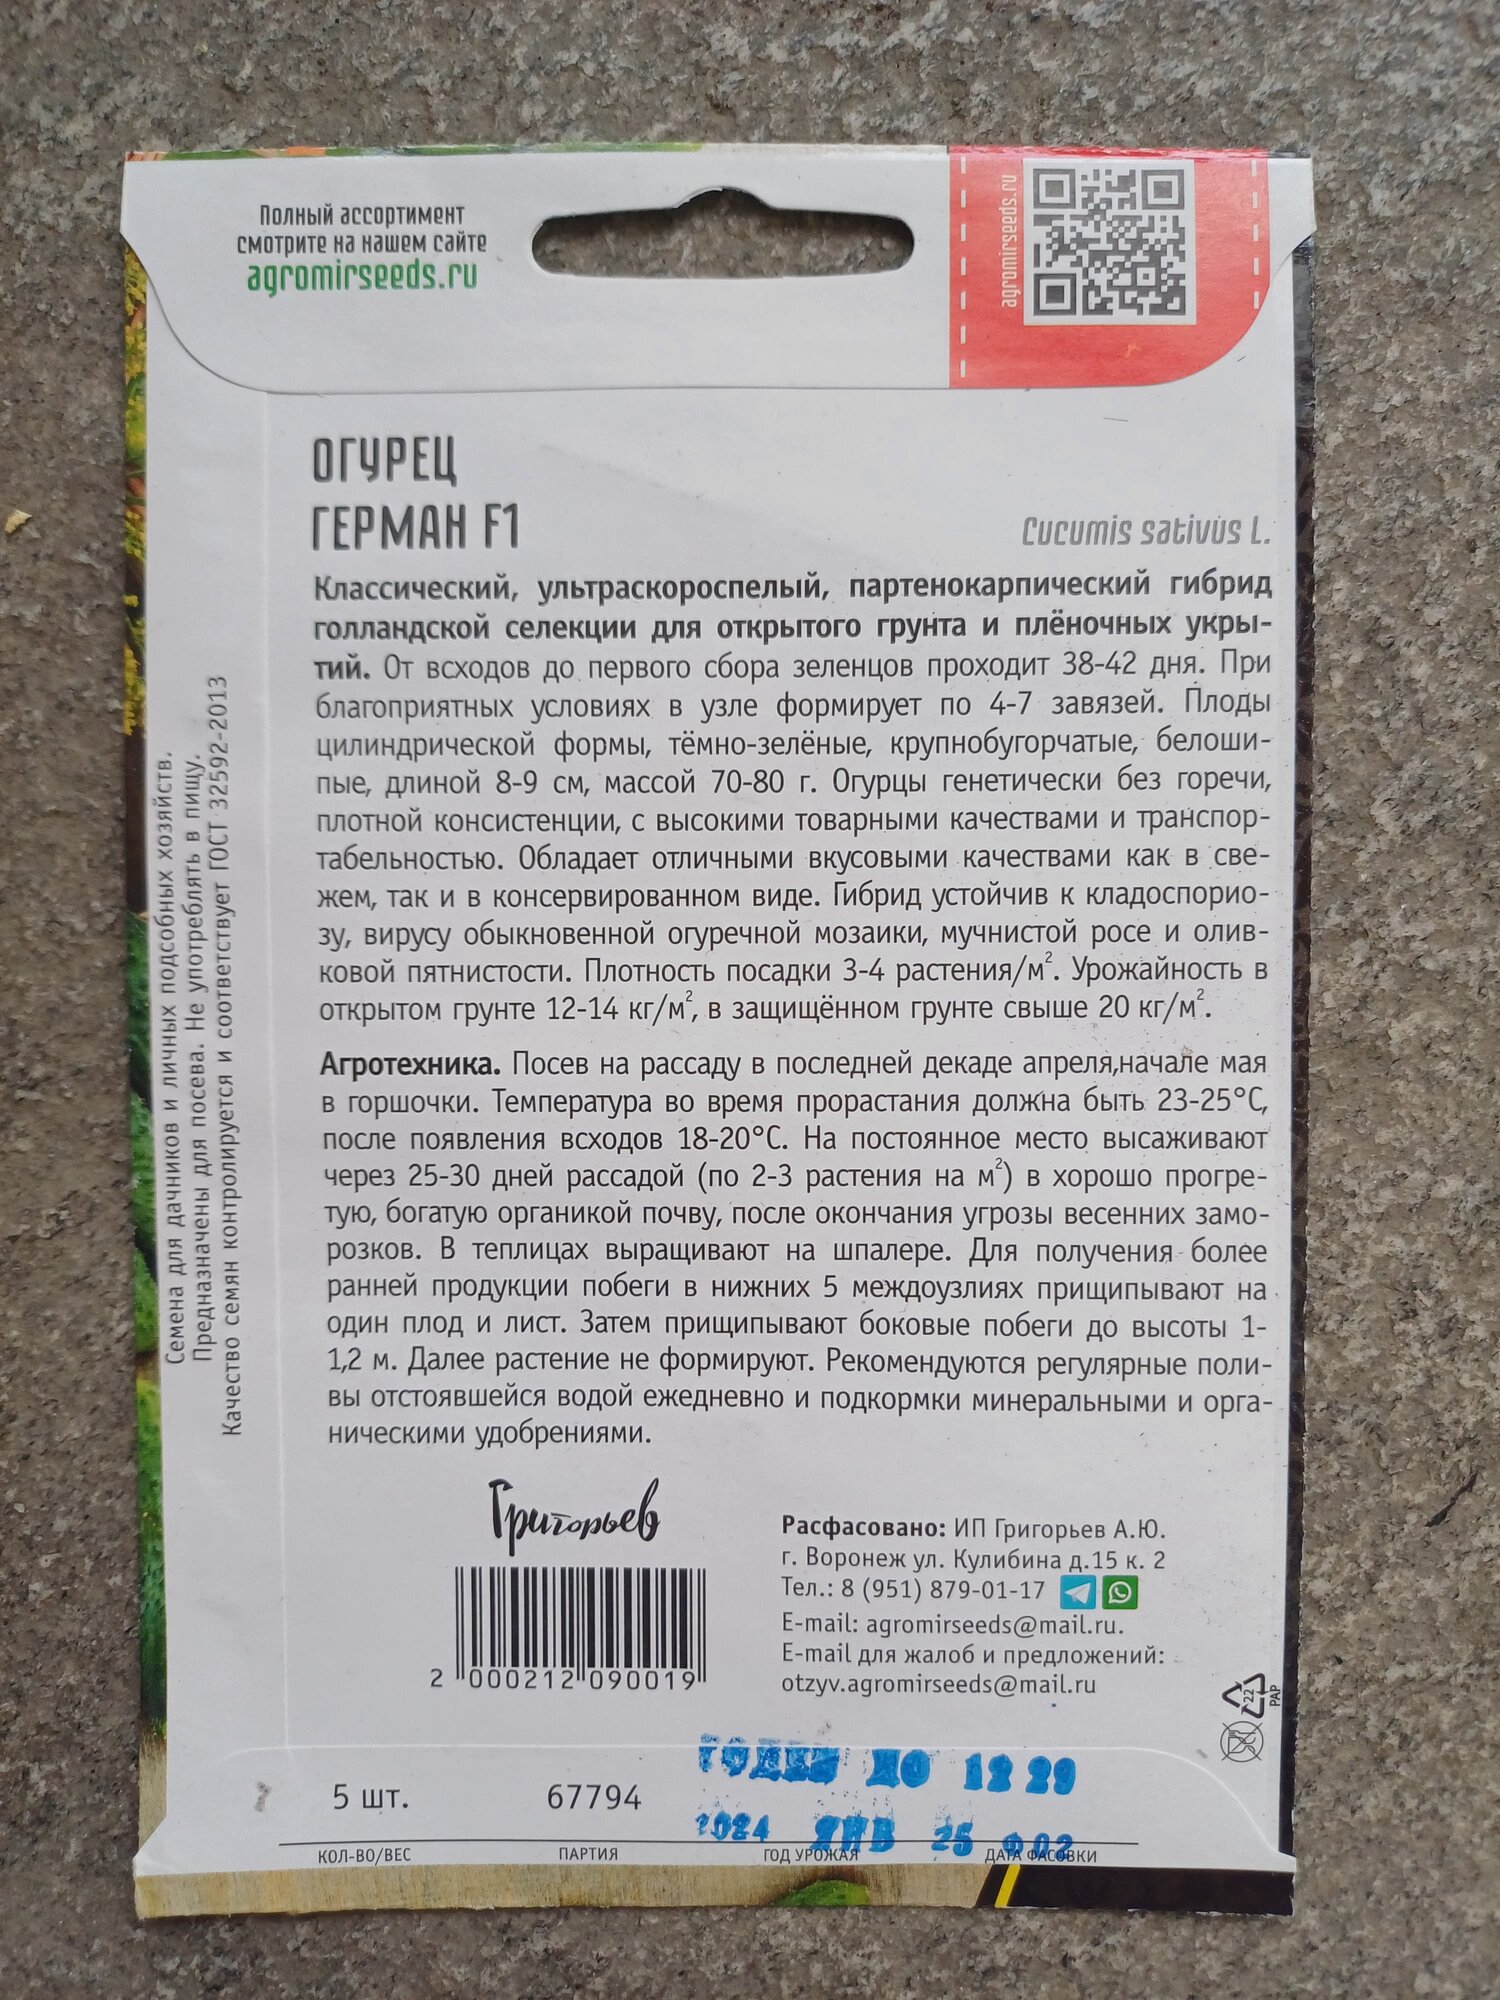 Полный ассортимент
смотрите на нашем сайте
agromirseeds.ru
agromirseeds.ru
ОГУРЕЦ
ГЕРМАН F1
Cucumis sativus L.
Классический, ультраскороспелый, партенокарпический гибрид
голландской селекции для открытого грунта и плёночных укры-
тий. От всходов до первого сбора зеленцов проходит 38-42 дня. При
благоприятных условиях в узле формирует по 4-7 завязей. Плоды
цилиндрической формы, тёмно-зелёные, крупнобугорчатые, белоши-
пые, длиной 8-9 см, массой 70-80 г. Огурцы генетически без горечи,
плотной консистенции, с высокими товарными качествами и транспор-
табельностью. Обладает отличными вкусовыми качествами как в све-
жем, так и в консервированном виде. Гибрид устойчив к кладоспорио-
зу, вирусу обыкновенной огуречной мозаики, мучнистой росе и олив-
ковой пятнистости. Плотность посадки 3-4 растения/м². Урожайность в
открытом грунте 12-14 кг/м², в защищённом грунте свыше 20 кг/м².
Агротехника. Посев на рассаду в последней декаде апреля,начале мая
в горшочки. Температура во время прорастания должна быть 23-25°С,
после появления всходов 18-20°С. На постоянное место высаживают
через 25-30 дней рассадой (по 2-3 растения на м²) в хорошо прогре-
тую, богатую органикой почву, после окончания угрозы весенних замо-
розков. В теплицах выращивают на шпалере. Для получения более
ранней продукции побеги в нижних 5 междоузлиях прищипывают на
один плод и лист. Затем прищипывают боковые побеги до высоты 1-
1,2 м. Далее растение не формируют. Рекомендуются регулярные поли-
вы отстоявшейся водой ежедневно и подкормки минеральными и орга-
ническими удобрениями.
Семена для дачников и личных подсобных хозяйств.
Предназначены для посева. Не употреблять в пищу.
Качество семян контролируется и соответствует ГОСТ 32592-2013
Григорьев
2 000212 090019
Расфасовано: ИП Григорьев А.Ю.
г. Воронеж ул. Кулибина д.15 к. 2
Тел.: 8 (951) 879-01-17
E-mail: agromirseeds@mail.ru.
E-mail для жалоб и предложений:
otzyv.agromirseeds@mail.ru
22
PAP
ГОДЕН ДО 12 29
5 шт.
67794
2024 ЯНВ 25 Ф02
КОЛ-ВО/ВЕС
ПАРТИЯ
ГОД УРОЖАЯ
ДАТА ФАСОВКИ